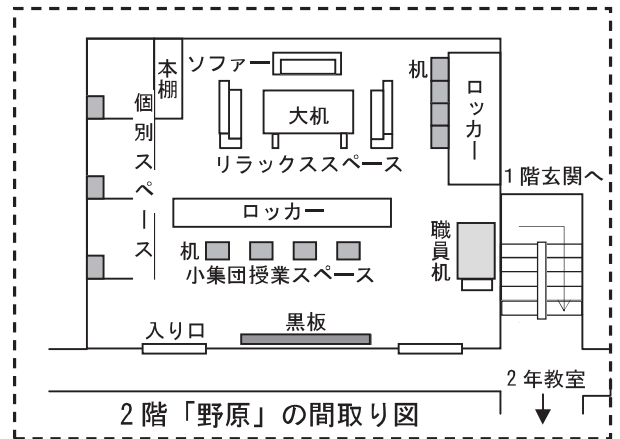 本棚
ソファー
机
ロッカー
大机
個別スペース
リラックススペース
1階玄関へ
ロッカー
職員机
机
小集団授業スペース
入り口
黒板
2年教室
2階「野原」の間取り図